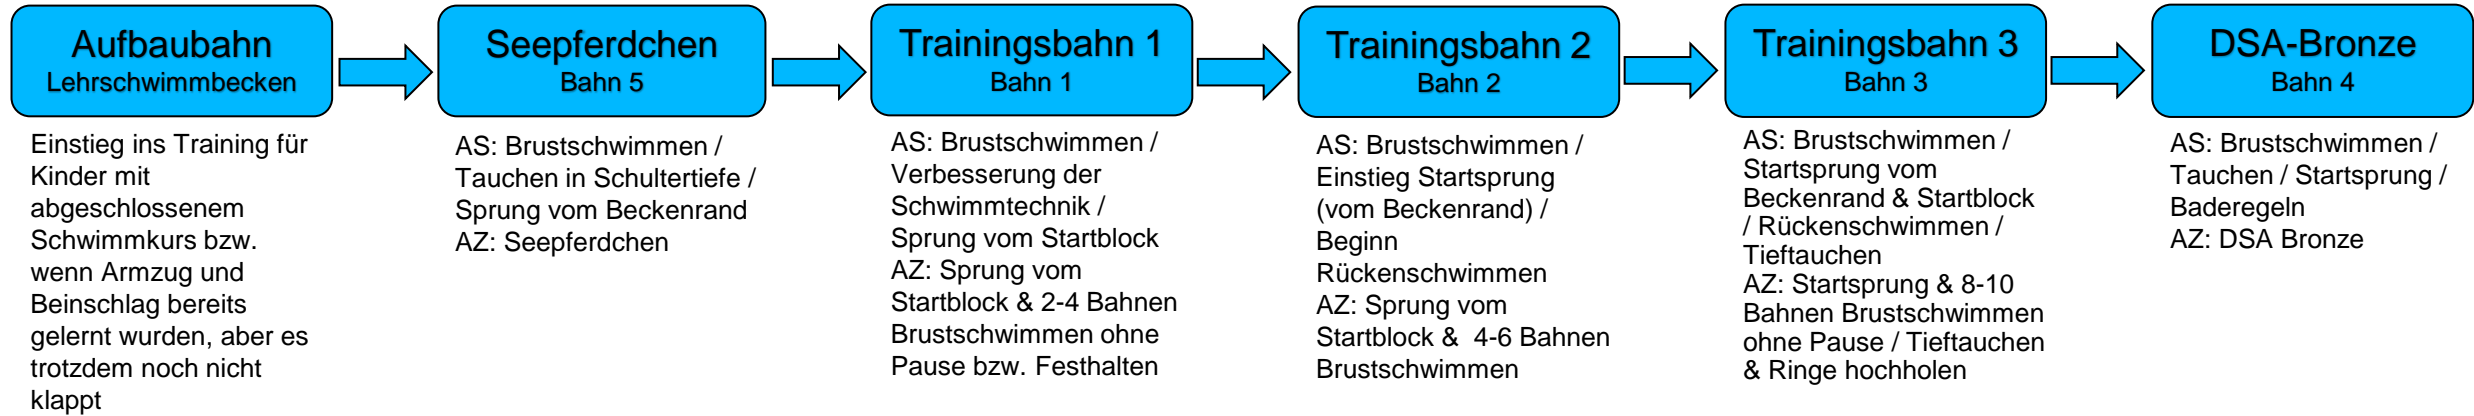 Aufbaubahn
Lehrschwimmbecken
Einstieg ins Training für
Kinder mit
abgeschlossenem
Schwimmkurs bzw.
wenn Armzug und
Beinschlag bereits
gelernt wurden, aber es
trotzdem noch nicht
klappt
Seepferdchen
Bahn 5
AS: Brustschwimmen /
Tauchen in Schultertiefe /
Sprung vom Beckenrand
AZ: Seepferdchen
Trainingsbahn 1
Bahn 1
AS: Brustschwimmen /
Verbesserung der
Schwimmtechnik /
Sprung vom Startblock
AZ: Sprung vom
Startblock & 2-4 Bahnen
Brustschwimmen ohne
Pause bzw. Festhalten
Trainingsbahn 2
Bahn 2
AS: Brustschwimmen /
Einstieg Startsprung
(vom Beckenrand) /
Beginn
Rückenschwimmen
AZ: Sprung vom
Startblock & 4-6 Bahnen
Brustschwimmen
Trainingsbahn 3
Bahn 3
AS: Brustschwimmen /
Startsprung vom
Beckenrand & Startblock
/ Rückenschwimmen /
Tieftauchen
AZ: Startsprung & 8-10
Bahnen Brustschwimmen
ohne Pause / Tieftauchen
& Ringe hochholen
DSA-Bronze
Bahn 4
AS: Brustschwimmen /
Tauchen / Startsprung /
Baderegeln
AZ: DSA Bronze